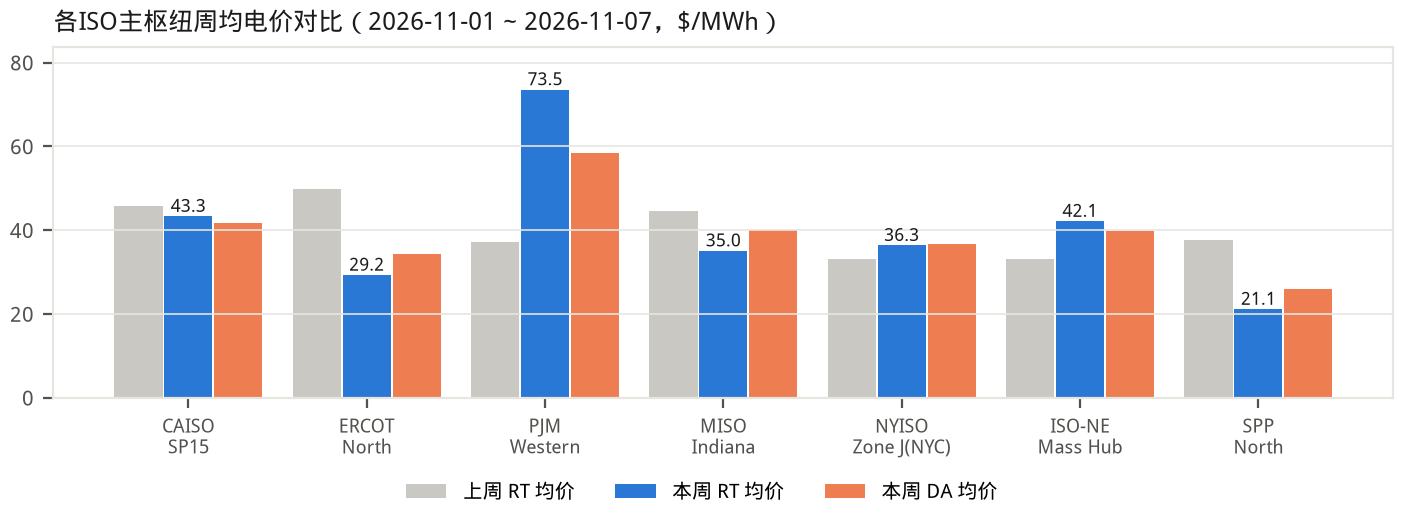 各ISO主枢纽周均电价对比（2026-11-01 ~ 2026-11-07，$/MWh）
80
60
40
20
0
43.3
29.2
73.5
35.0
36.3
42.1
21.1
CAISO
SP15
ERCOT
North
PJM
Western
MISO
Indiana
NYISO
Zone J(NYC)
ISO-NE
Mass Hub
SPP
North
上周 RT 均价
本周 RT 均价
本周 DA 均价